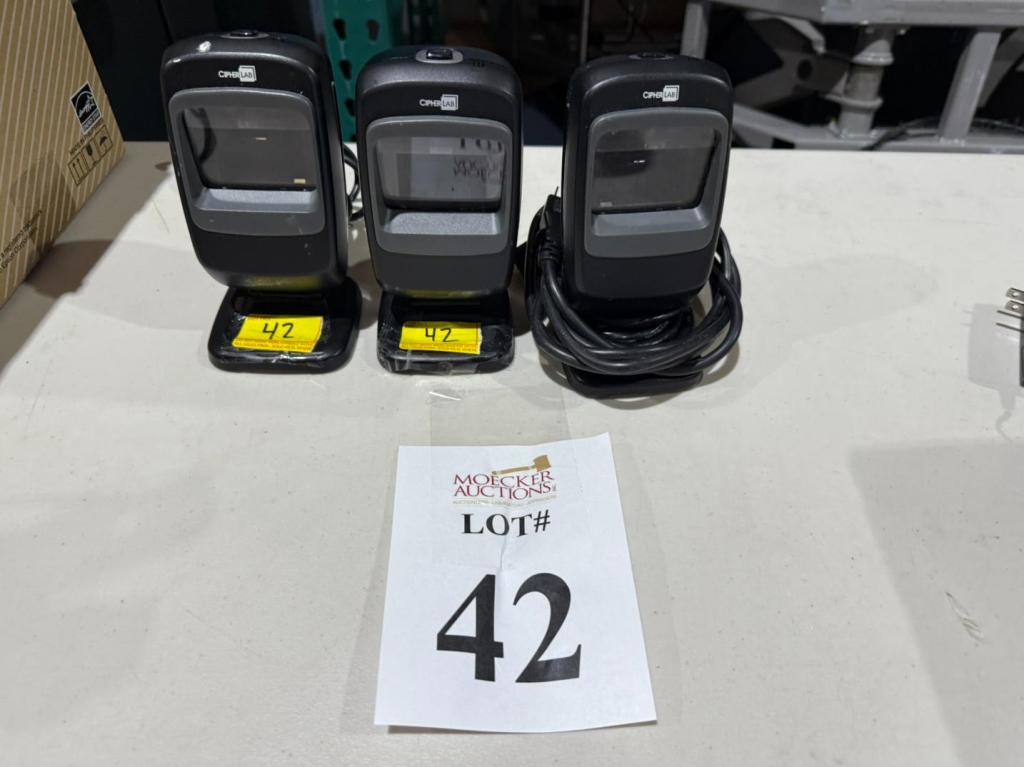 CIPHERLAB
CIPHERLAB
CIPHERLAB
42
42
MOECKER
AUCTIONS
LOT#
42